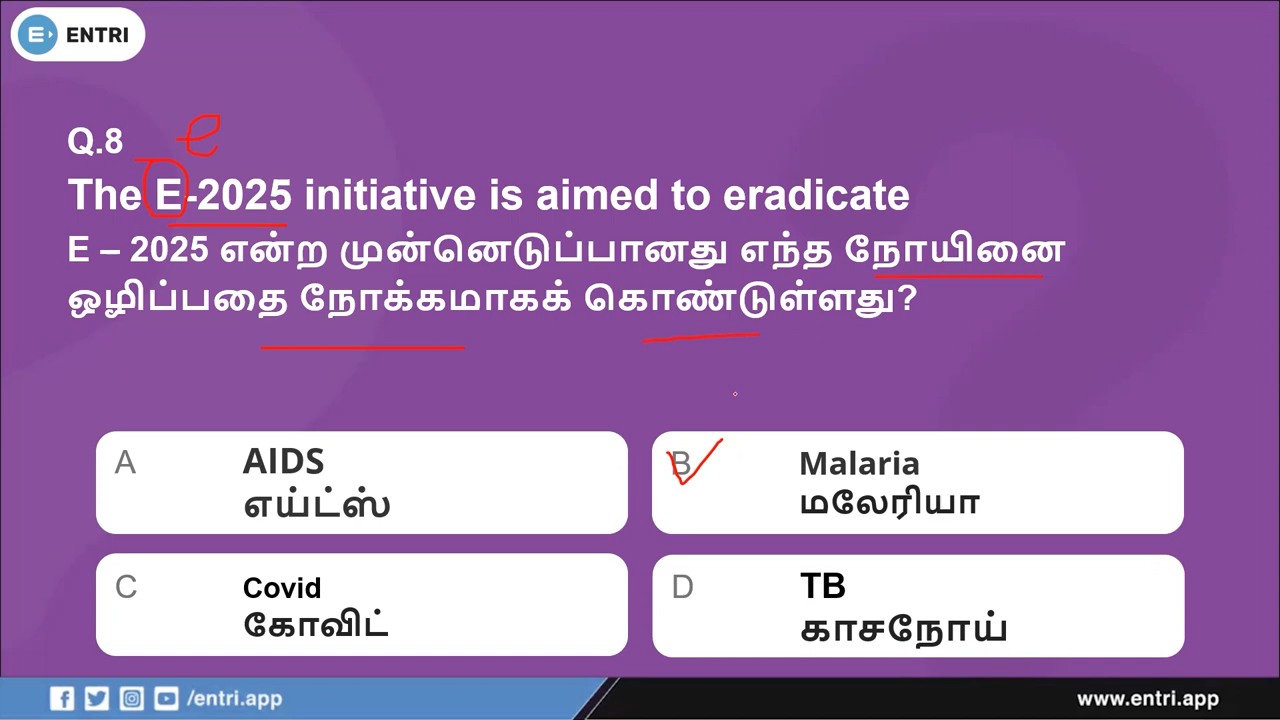 E ENTRI
Q.8
e
The E-2025 initiative is aimed to eradicate
E – 2025 என்ற முன்னெடுப்பானது எந்த நோயினை
ஒழிப்பதை நோக்கமாகக் கொண்டுள்ளது?
A AIDS
எய்ட்ஸ்
B Malaria
மலேரியா
C Covid
கோவிட்
D TB
காசநோய்
/entri.app
www.entri.app